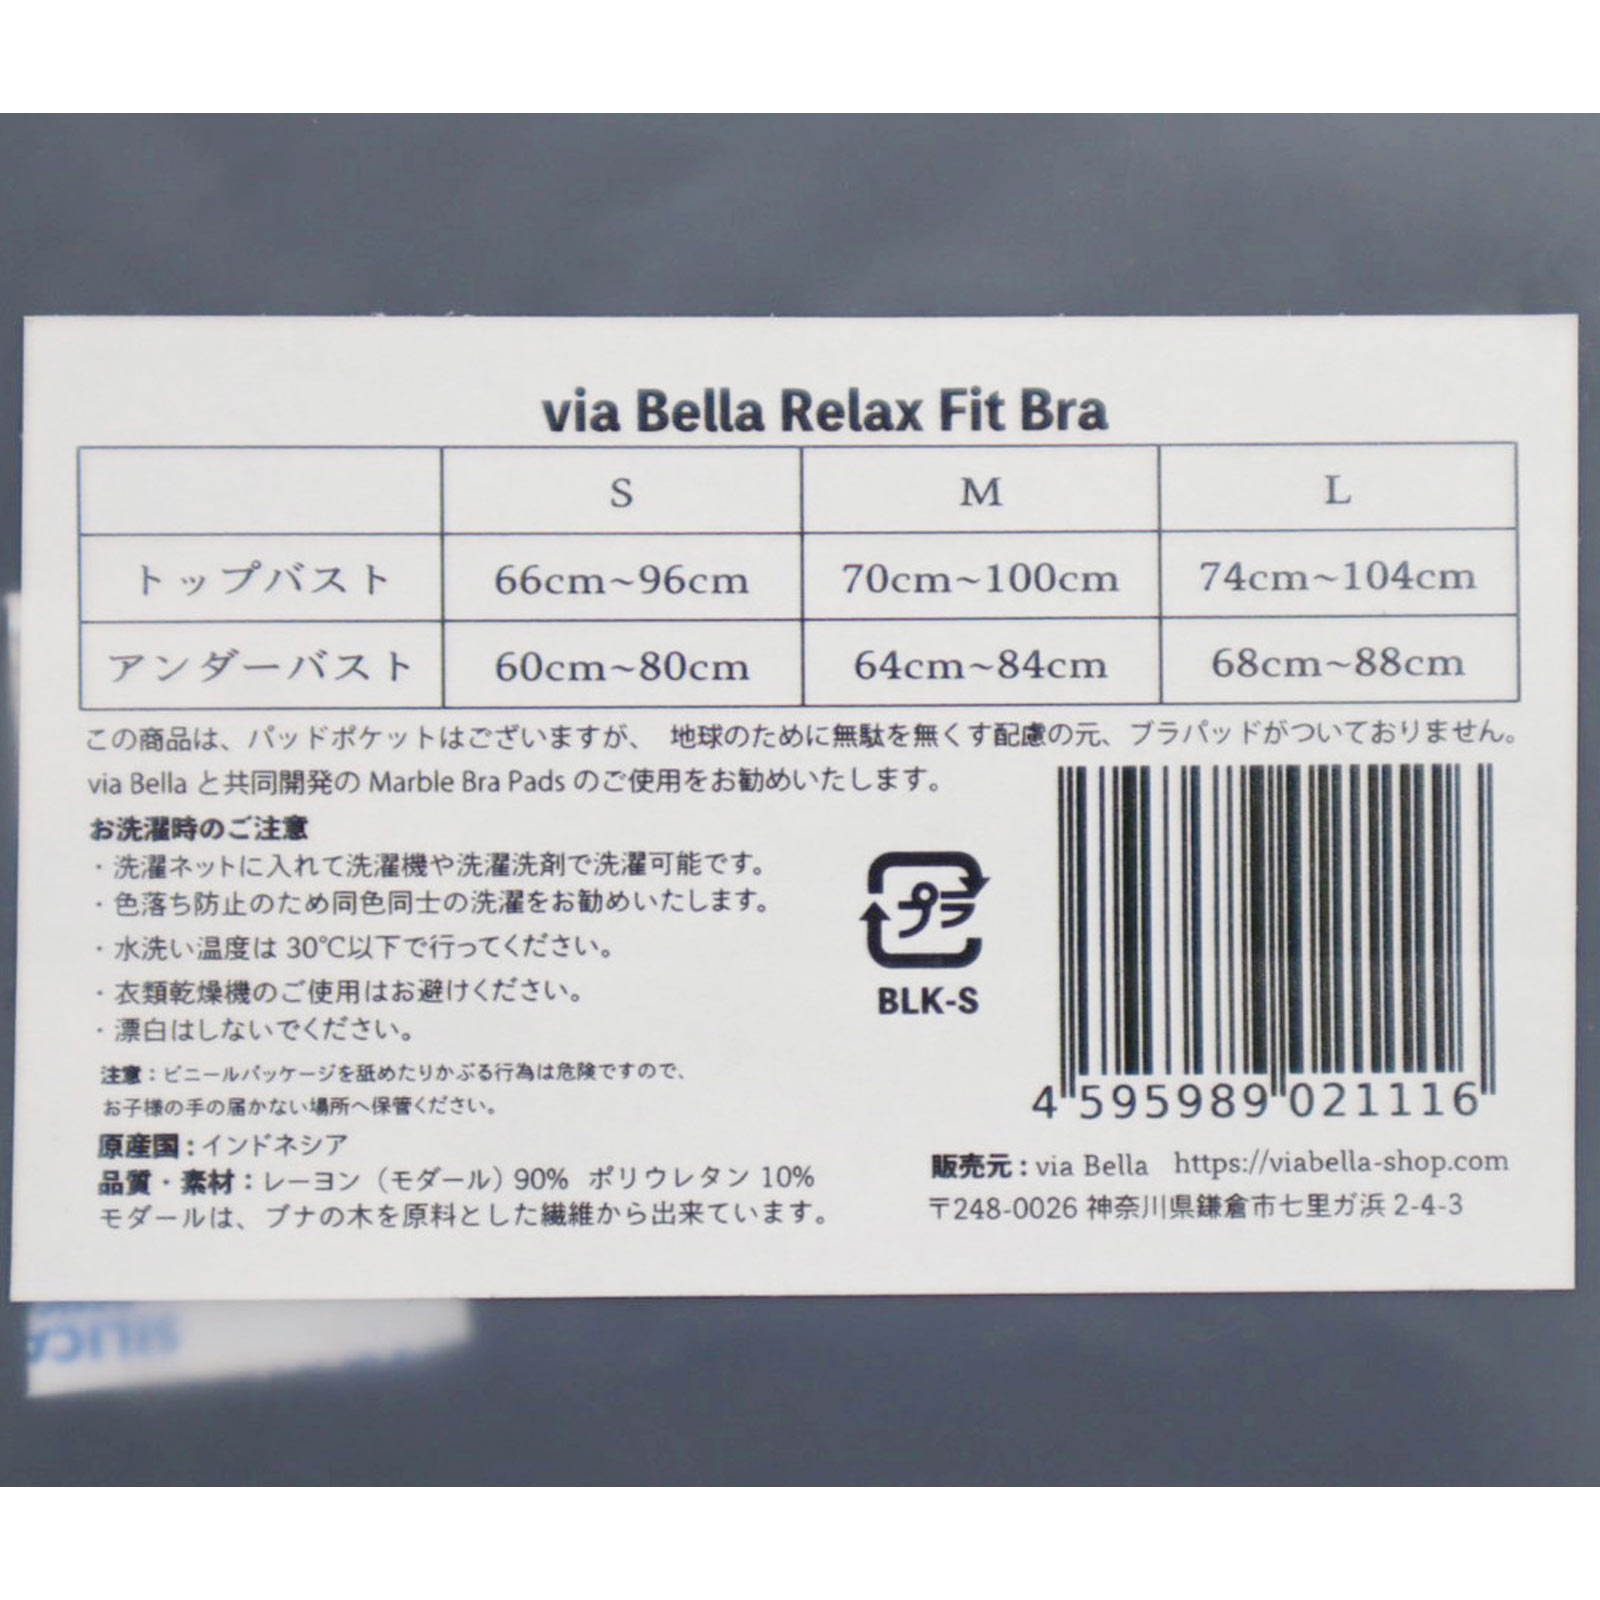 via Bella Relax Fit Bra
S M L
トップバスト 66cm~96cm 70cm~100cm 74cm~104cm
アンダーバスト 60cm~80cm 64cm~84cm 68cm~88cm
この商品は、パッドポケットはございますが、 地球のために無駄を無くす配慮の元、ブラパッドがついておりません。
via Bella と共同開発の Marble Bra Pads のご使用をお勧めいたします。
お洗濯時のご注意
・洗濯ネットに入れて洗濯機や洗濯洗剤で洗濯可能です。
・色落ち防止のため同色同士の洗濯をお勧めいたします。
・水洗い温度は 30℃以下で行ってください。
・衣類乾燥機のご使用はお避けください。
・漂白はしないでください。
注意：ビニールパッケージを舐めたりかぶる行為は危険ですので、
お子様の手の届かない場所へ保管ください。
原産国：インドネシア
品質・素材：レーヨン（モダール）90% ポリウレタン 10%
モダールは、ブナの木を原料とした繊維から出来ています。
プラ
BLK-S
4 595989 021116
販売元：via Bella https://viabella-shop.com
〒248-0026 神奈川県鎌倉市七里ガ浜 2-4-3